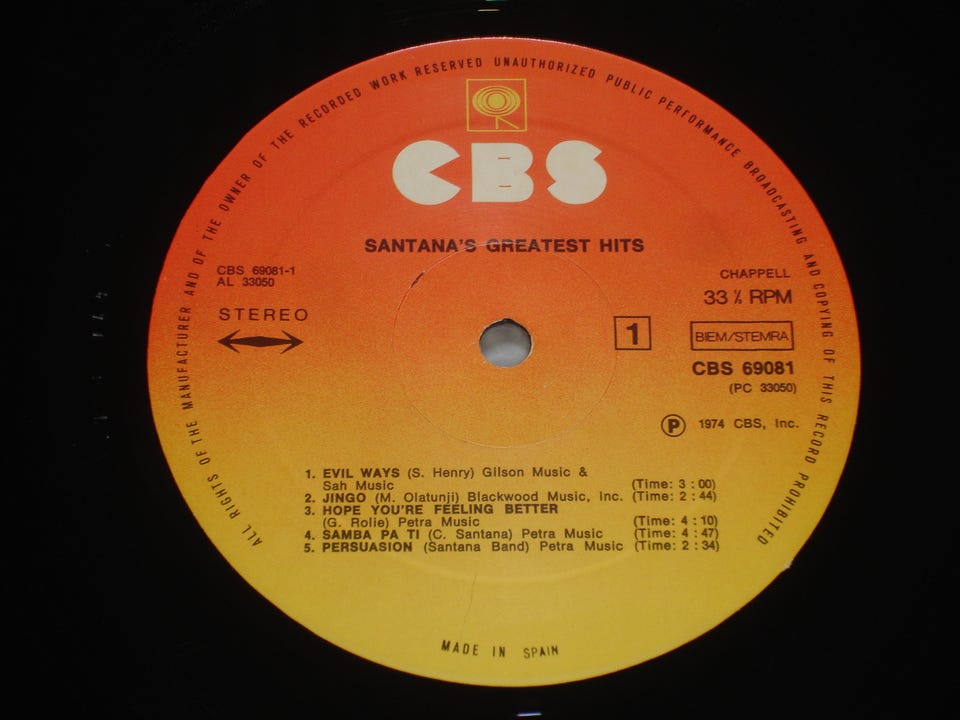 ALL RIGHTS OF THE MANUFACTURER AND OF THE OWNER OF THE RECORDED WORK RESERVED UNAUTHORIZED PUBLIC PERFORMANCE BROADCASTING AND COPYING OF THIS RECORD PROHIBITED
CBS
SANTANA'S GREATEST HITS
CBS 69081-1
AL 33050
STEREO
CHAPPELL
33 ⅓ RPM
1
BIEM/STEMRA
CBS 69081
(PC 33050)
Ⓟ 1974 CBS, Inc.
1. EVIL WAYS (S. Henry) Gilson Music &
Sah Music (Time: 3 : 00)
2. JINGO (M. Olatunji) Blackwood Music, Inc. (Time: 2 : 44)
3. HOPE YOU'RE FEELING BETTER
(G. Rolie) Petra Music (Time: 4 : 10)
4. SAMBA PA TI (C. Santana) Petra Music (Time: 4 : 47)
5. PERSUASION (Santana Band) Petra Music (Time: 2 : 34)
MADE IN SPAIN